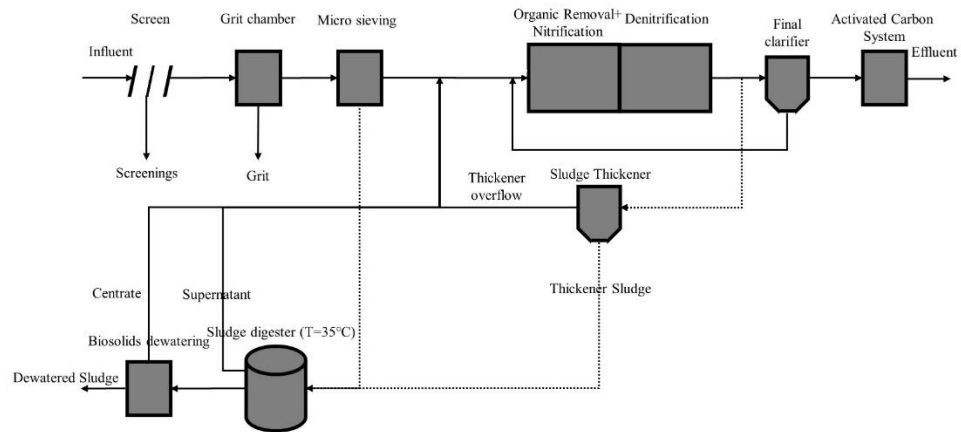 Screen
Grit chamber
Micro sieving
Organic Removal+
Nitrification
Denitrification
Final
clarifier
Activated Carbon
System
Influent
Effluent
Screenings
Grit
Thickener
overflow
Sludge Thickener
Thickener Sludge
Centrate
Supernatant
Biosolids dewatering
Sludge digester (T=35℃)
Dewatered Sludge